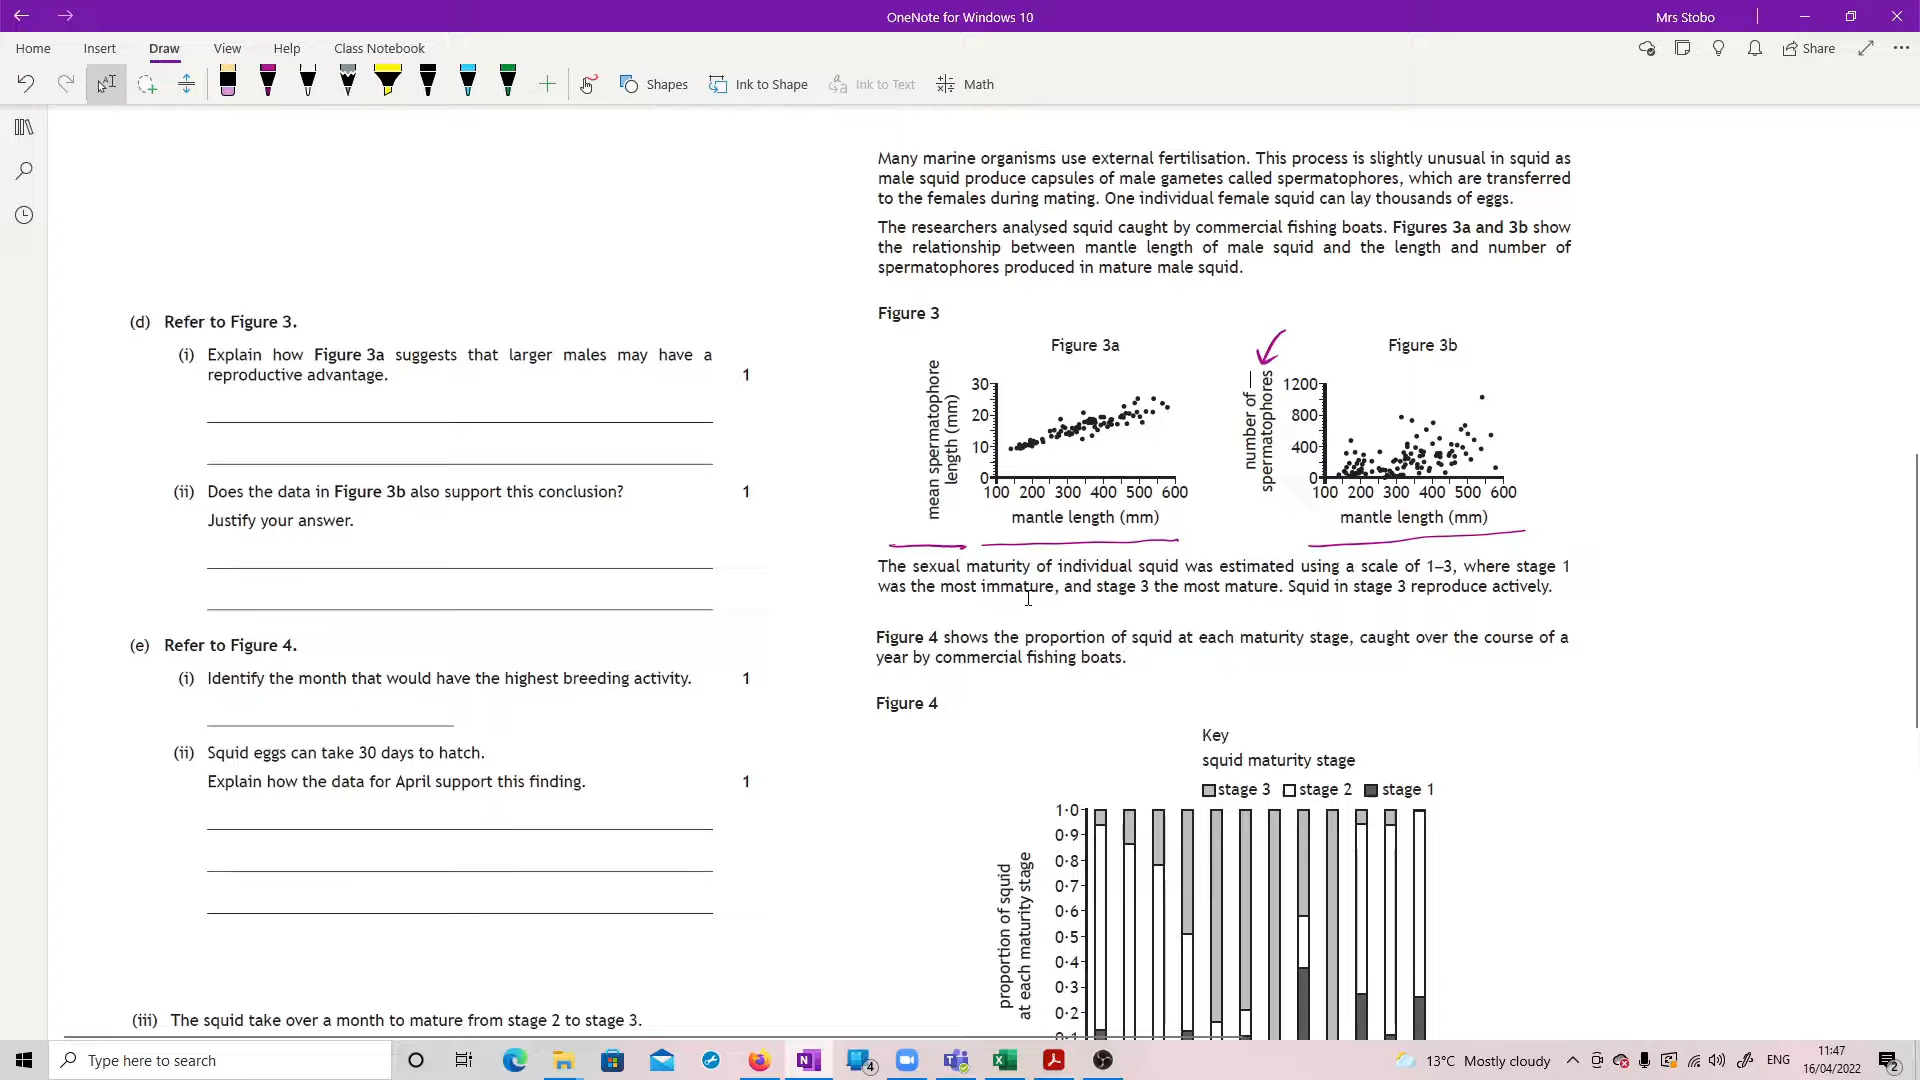 OneNote for Windows 10
Mrs Stobo
Home Insert Draw View Help Class Notebook
Share
Shapes Ink to Shape Ink to Text Math
(d) Refer to Figure 3.
(i) Explain how Figure 3a suggests that larger males may have a
reproductive advantage. 1
(ii) Does the data in Figure 3b also support this conclusion? 1
Justify your answer.
(e) Refer to Figure 4.
(i) Identify the month that would have the highest breeding activity. 1
(ii) Squid eggs can take 30 days to hatch.
Explain how the data for April support this finding. 1
(iii) The squid take over a month to mature from stage 2 to stage 3.
Many marine organisms use external fertilisation. This process is slightly unusual in squid as
male squid produce capsules of male gametes called spermatophores, which are transferred
to the females during mating. One individual female squid can lay thousands of eggs.
The researchers analysed squid caught by commercial fishing boats. Figures 3a and 3b show
the relationship between mantle length of male squid and the length and number of
spermatophores produced in mature male squid.
Figure 3
Figure 3a
mean spermatophore
length (mm)
30
20
10
0
100 200 300 400 500 600
mantle length (mm)
Figure 3b
number of
spermatophores
1200
800
400
0
100 200 300 400 500 600
mantle length (mm)
The sexual maturity of individual squid was estimated using a scale of 1–3, where stage 1
was the most immature, and stage 3 the most mature. Squid in stage 3 reproduce actively.
Figure 4 shows the proportion of squid at each maturity stage, caught over the course of a
year by commercial fishing boats.
Figure 4
Key
squid maturity stage
stage 3 stage 2 stage 1
proportion of squid
at each maturity stage
1·0
0·9
0·8
0·7
0·6
0·5
0·4
0·3
0·2
0·1
Type here to search
4
13°C Mostly cloudy
ENG
11:47
16/04/2022
2